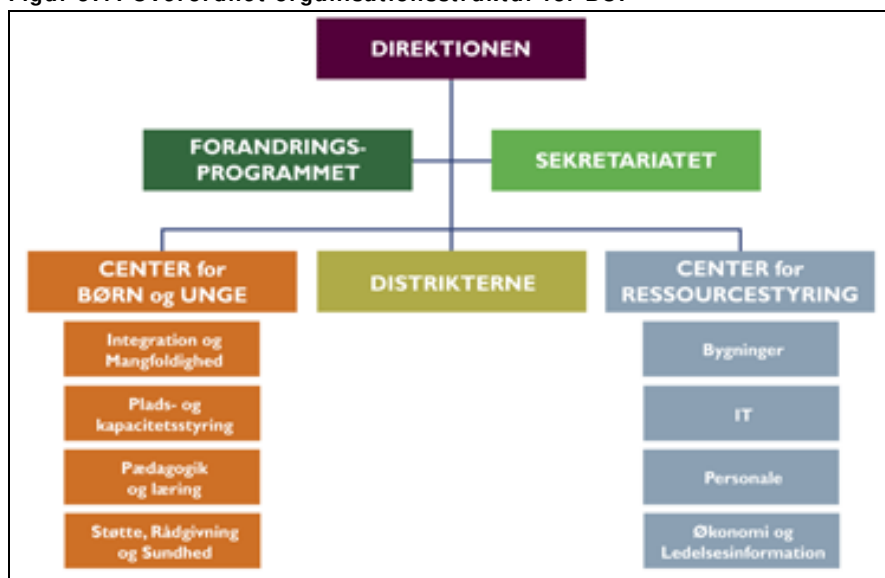 DIREKTIONEN
FORANDRINGS-
PROGRAMMET
SEKRETARIATET
CENTER for
BØRN og UNGE
DISTRIKTERNE
CENTER for
RESSOURCESTYRING
Integration og
Mangfoldighed
Plads- og
kapacitetsstyring
Pædagogik
og læring
Støtte, Rådgivning
og Sundhed
Bygninger
IT
Personale
Økonomi og
Ledelsesinformation